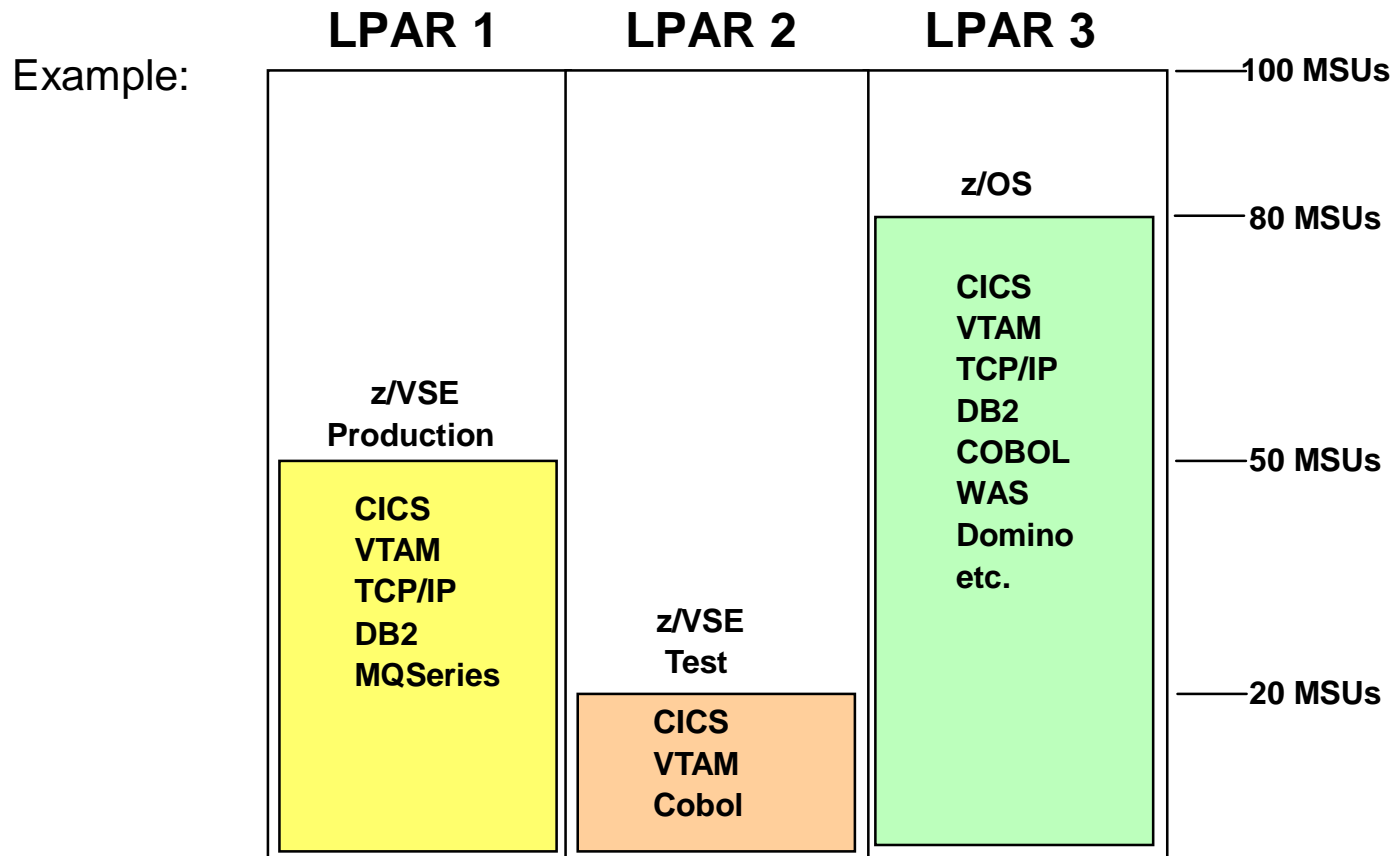 LPAR 1
LPAR 2
LPAR 3
Example:
100 MSUs
z/OS
80 MSUs
CICS
VTAM
TCP/IP
DB2
COBOL
WAS
Domino
etc.
z/VSE
Production
50 MSUs
CICS
VTAM
TCP/IP
DB2
MQSeries
z/VSE
Test
20 MSUs
CICS
VTAM
Cobol